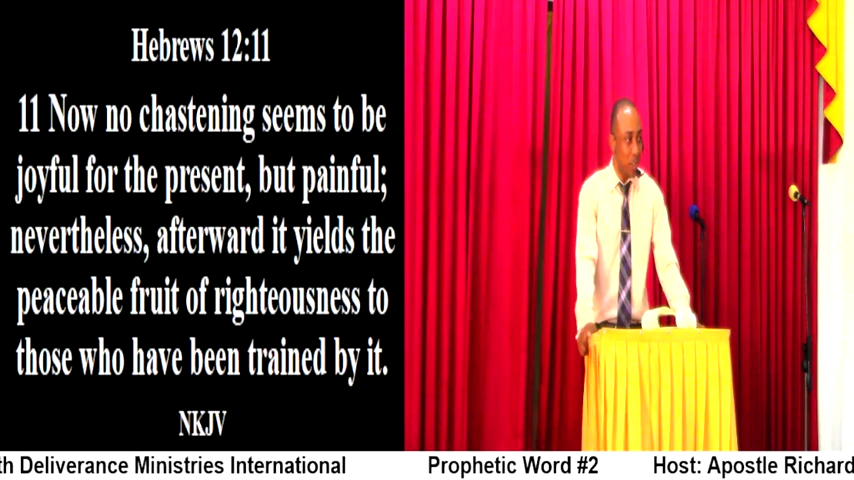 Hebrews 12:11
11 Now no chastening seems to be
joyful for the present, but painful;
nevertheless, afterward it yields the
peaceable fruit of righteousness to
those who have been trained by it.
NKJV
th Deliverance Ministries International Prophetic Word #2 Host: Apostle Richard